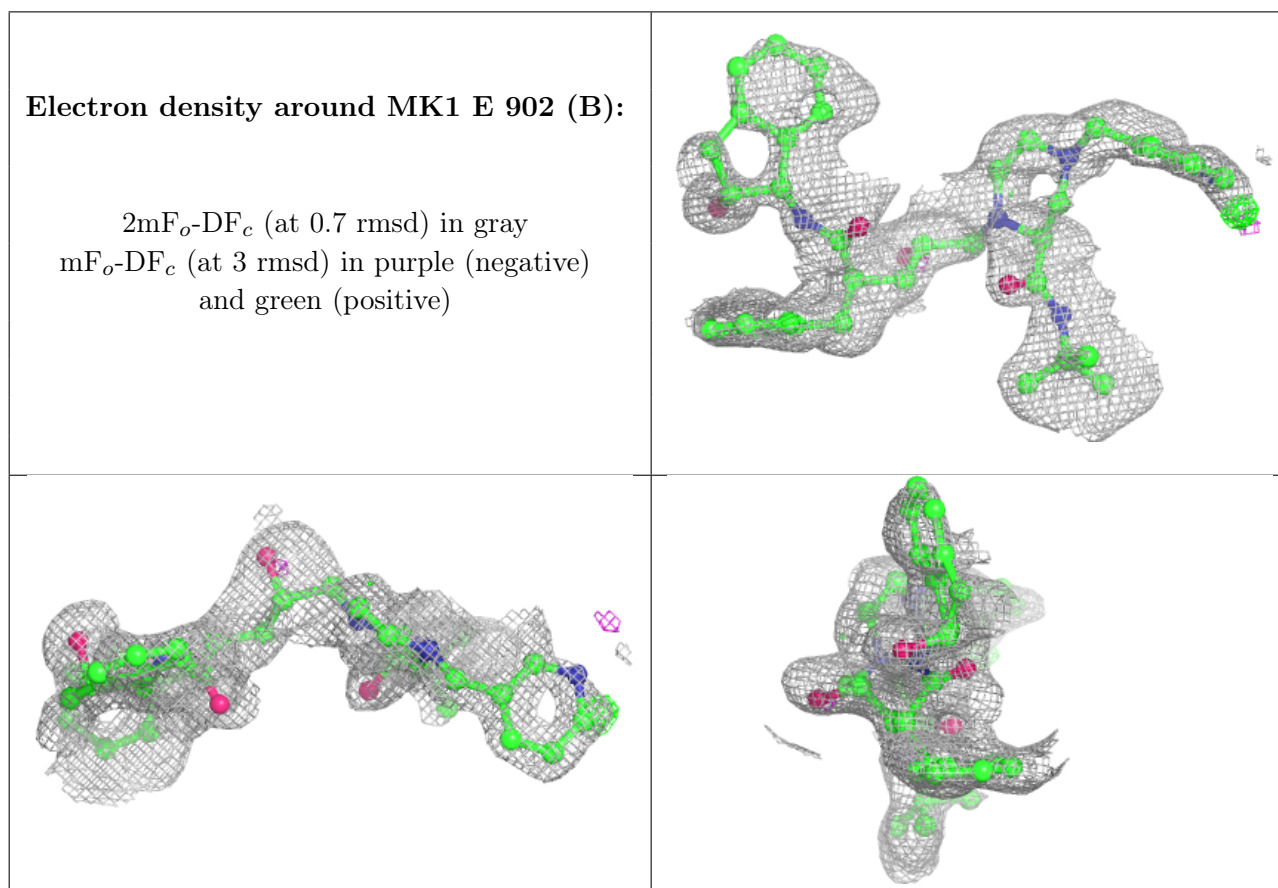 Electron density around MK1 E 902 (B):
2mFₒ-DF𝒸 (at 0.7 rmsd) in gray
mFₒ-DF𝒸 (at 3 rmsd) in purple (negative)
and green (positive)